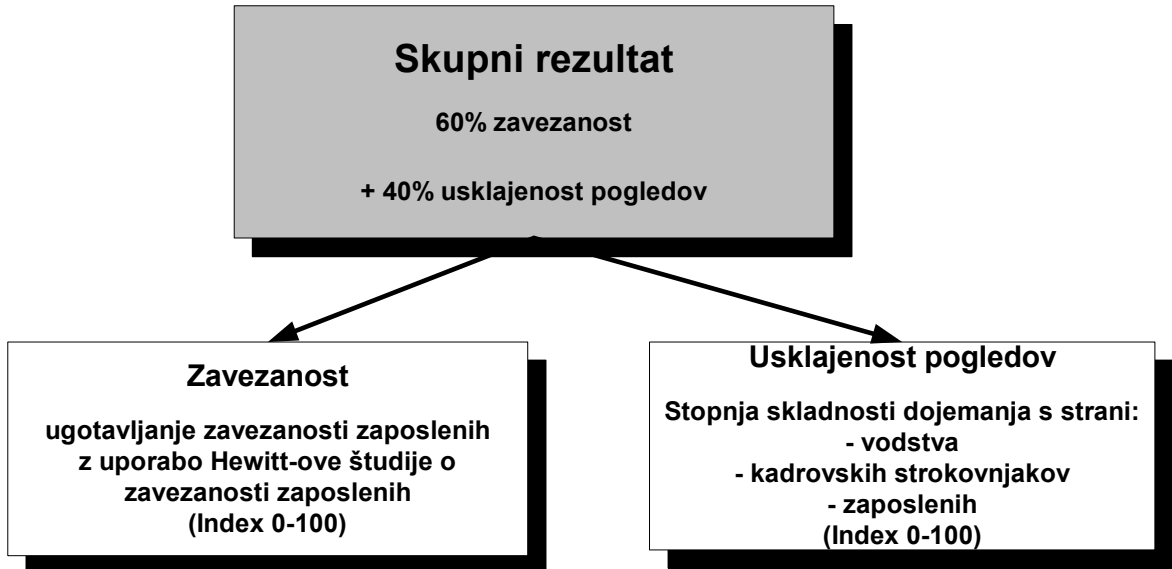 Skupni rezultat
60% zavezanost
+ 40% usklajenost pogledov
Zavezanost
ugotavljanje zavezanosti zaposlenih
z uporabo Hewitt-ove študije o
zavezanosti zaposlenih
(Index 0-100)
Usklajenost pogledov
Stopnja skladnosti dojemanja s strani:
- vodstva
- kadrovskih strokovnjakov
- zaposlenih
(Index 0-100)